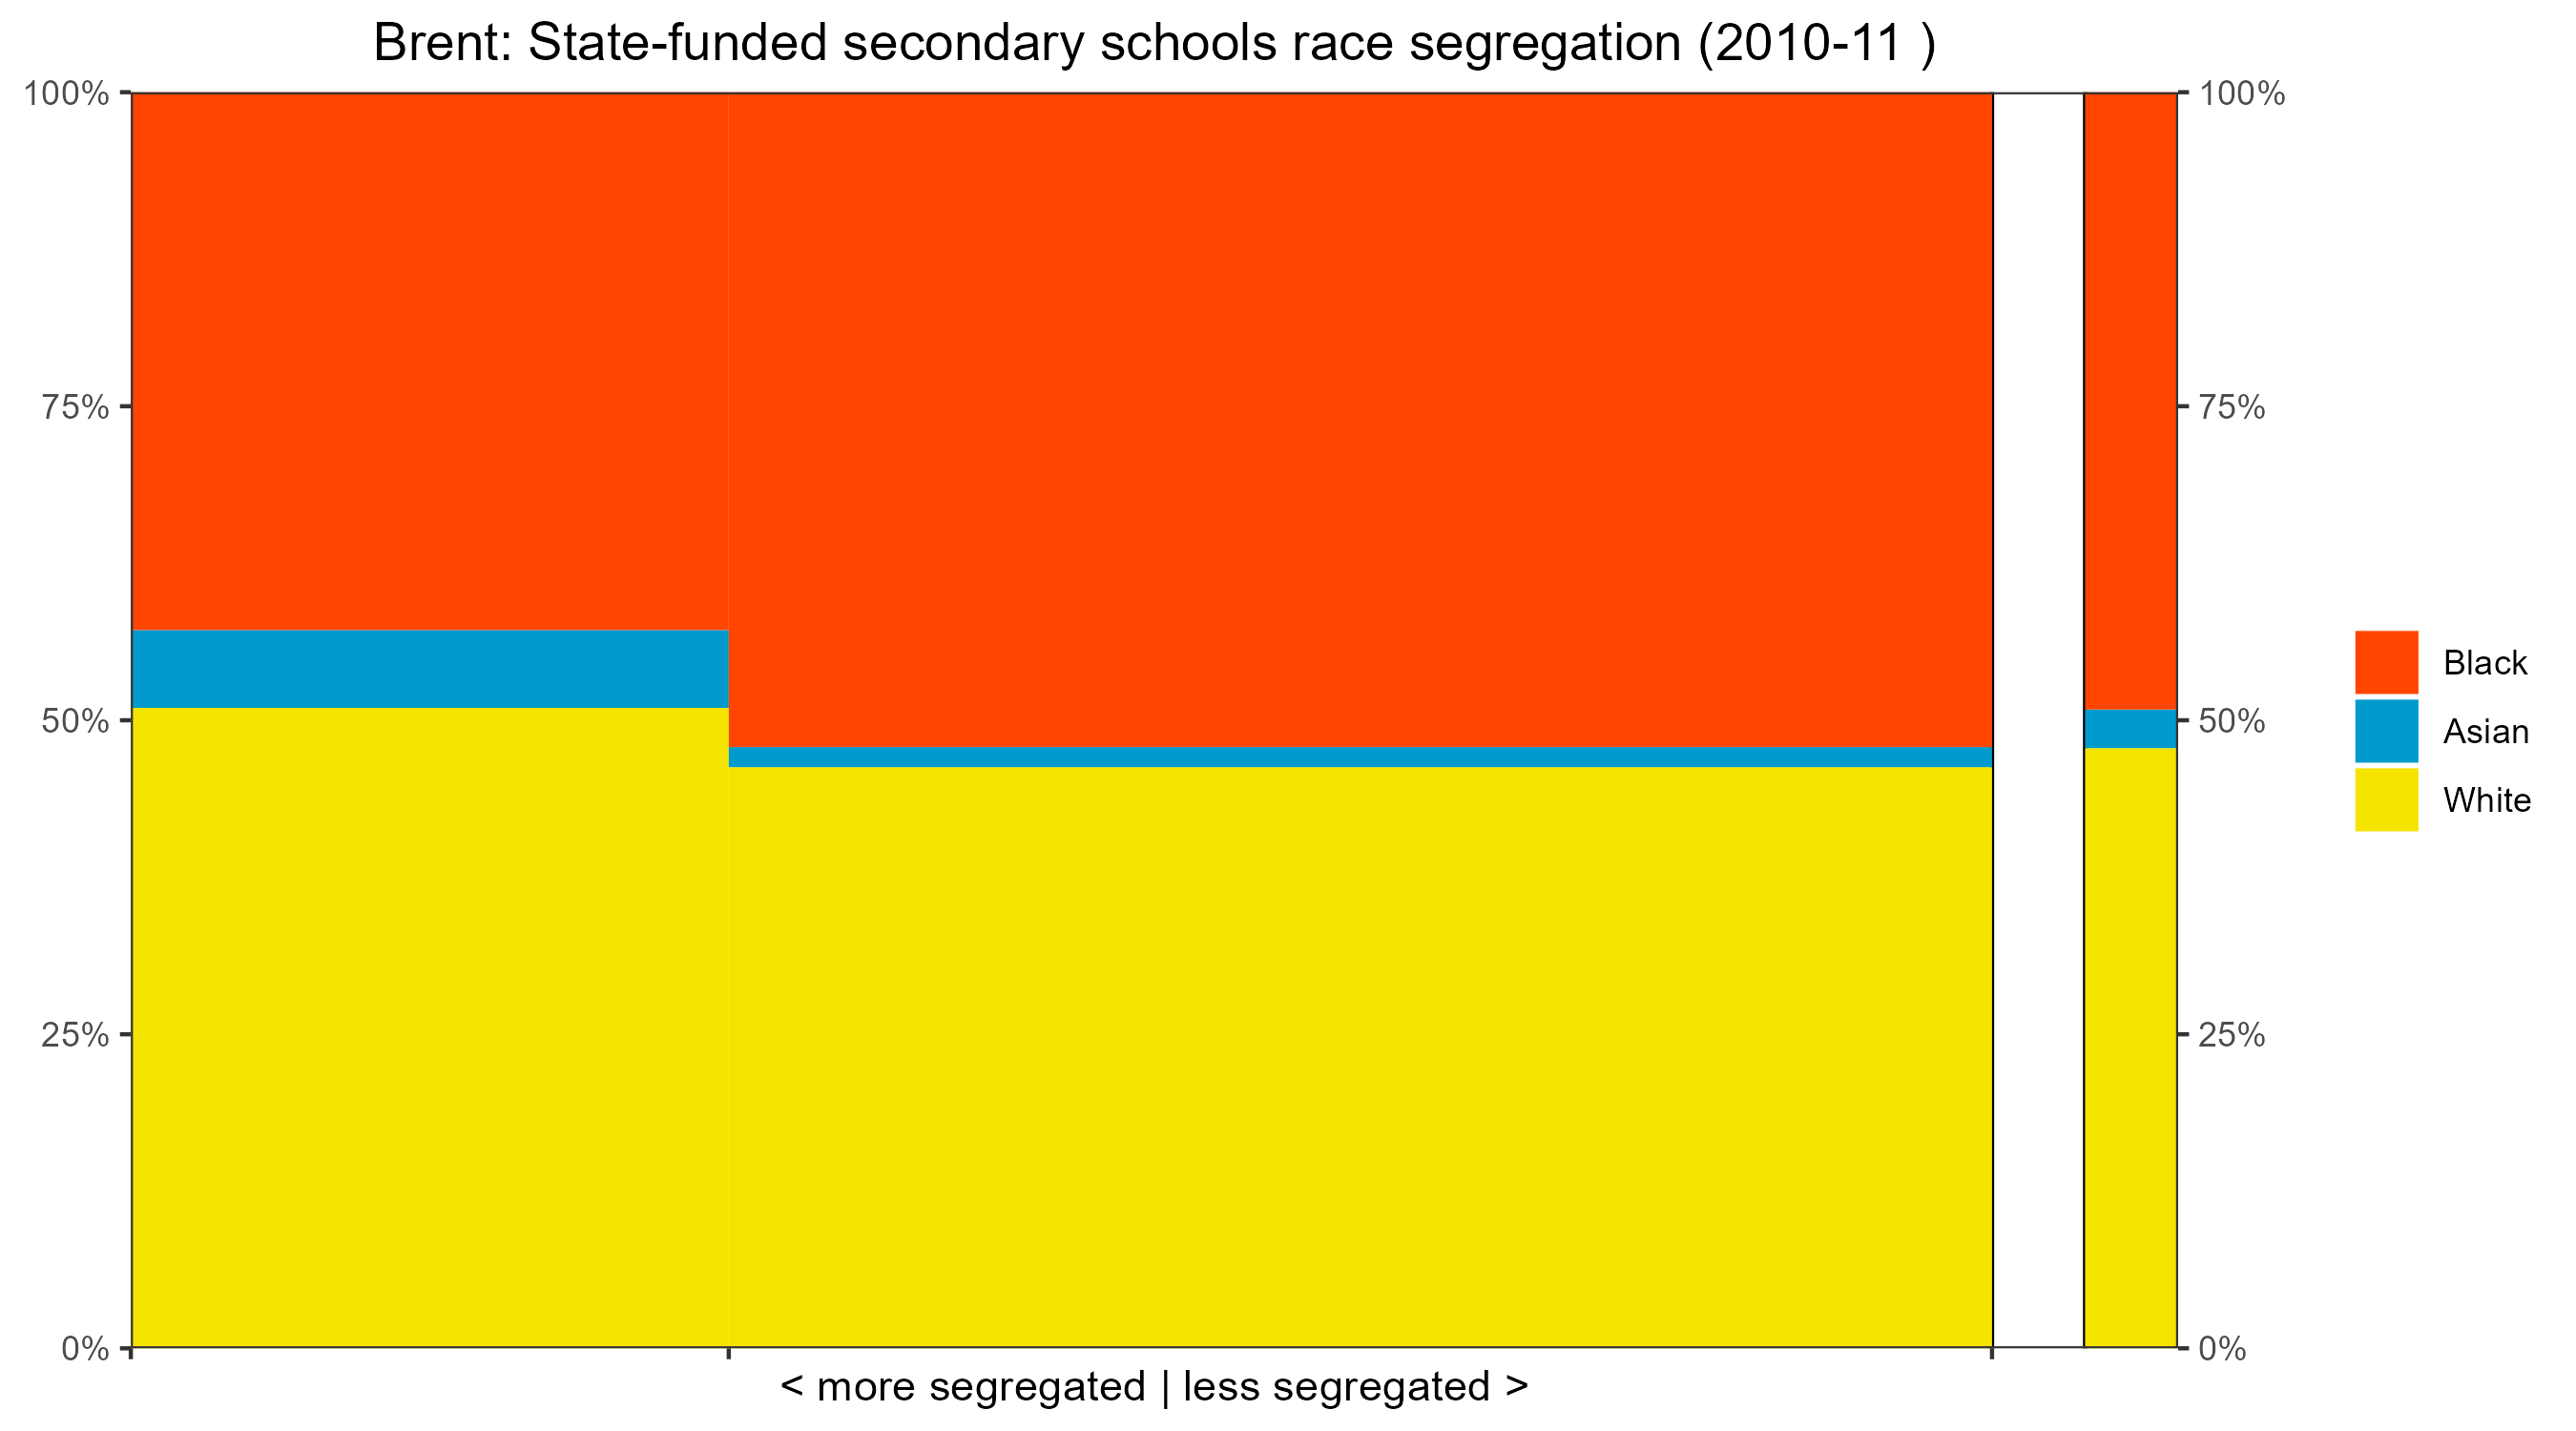 Brent: State-funded secondary schools race segregation (2010-11 )
100%
75%
50%
25%
0%
100%
75%
50%
25%
0%
Black
Asian
White
< more segregated | less segregated >